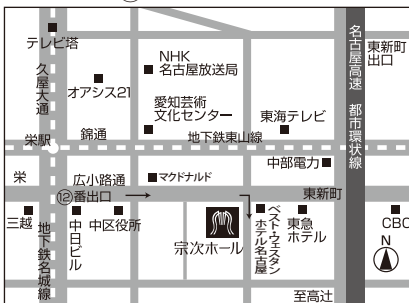 テレビ塔
久屋大通
オアシス21
NHK
名古屋放送局
愛知芸術
文化センター
東海テレビ
名古屋高速 都市環状線
東新町
出口
栄駅
錦通
地下鉄東山線
中部電力
栄
広小路通
マクドナルド
東新町
⑫番出口
三越
地下鉄名城線
中日ビル
中区役所
宗次ホール
ベスト・ウェスタン
ホテル名古屋
東急
ホテル
CBC
N
至高辻